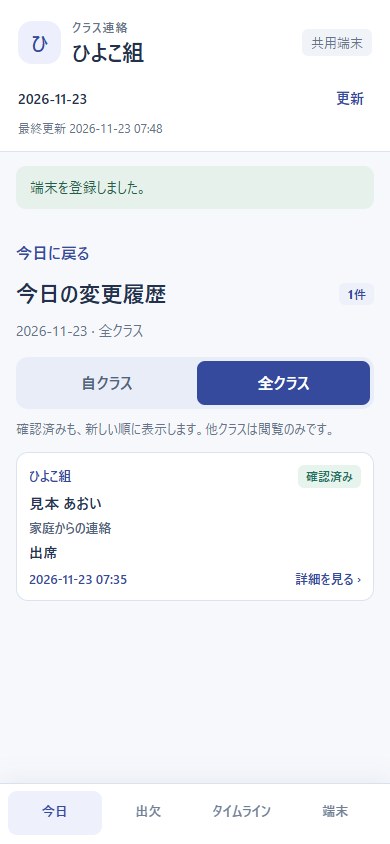 ひ
クラス連絡
ひよこ組
共用端末
2026-11-23
更新
最終更新 2026-11-23 07:48
端末を登録しました。
今日に戻る
今日の変更履歴
1件
2026-11-23 · 全クラス
自クラス
全クラス
確認済みも、新しい順に表示します。他クラスは閲覧のみです。
ひよこ組
確認済み
見本 あおい
家庭からの連絡
出席
2026-11-23 07:35
詳細を見る ›
今日
出欠
タイムライン
端末